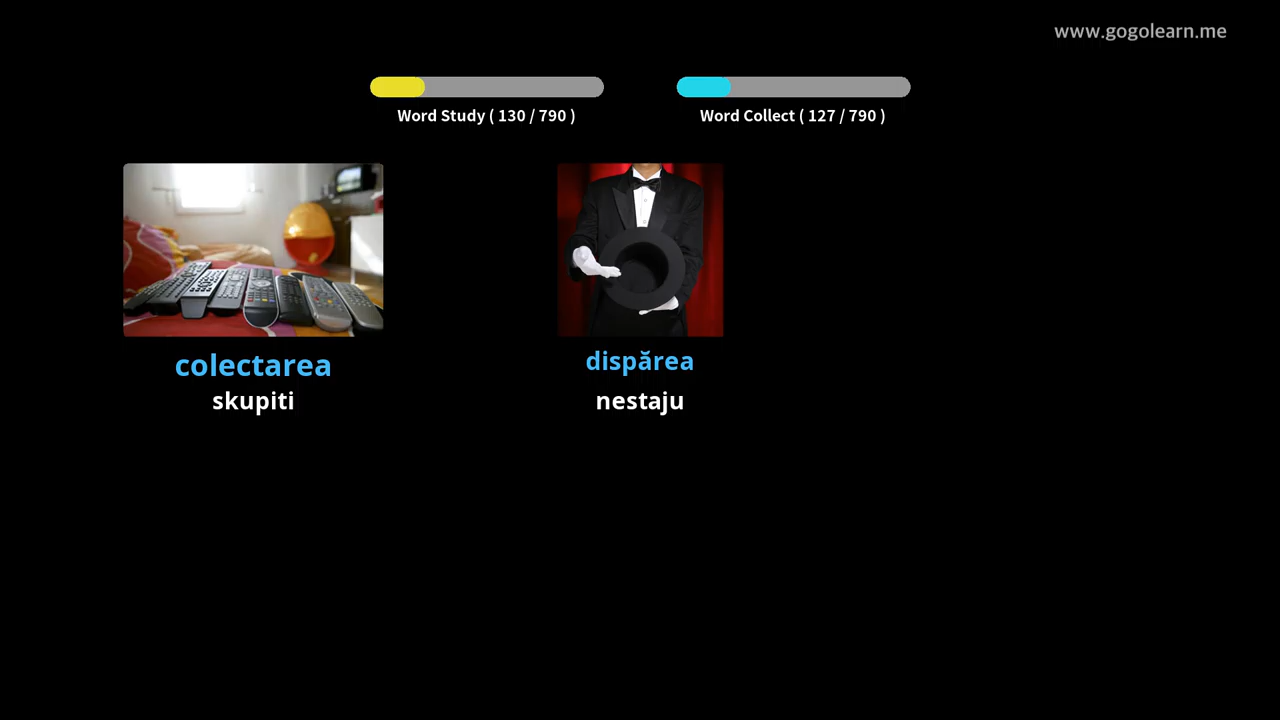 www.gogolearn.me
Word Study ( 130 / 790 )
Word Collect ( 127 / 790 )
colectarea
skupiti
dispărea
nestaju